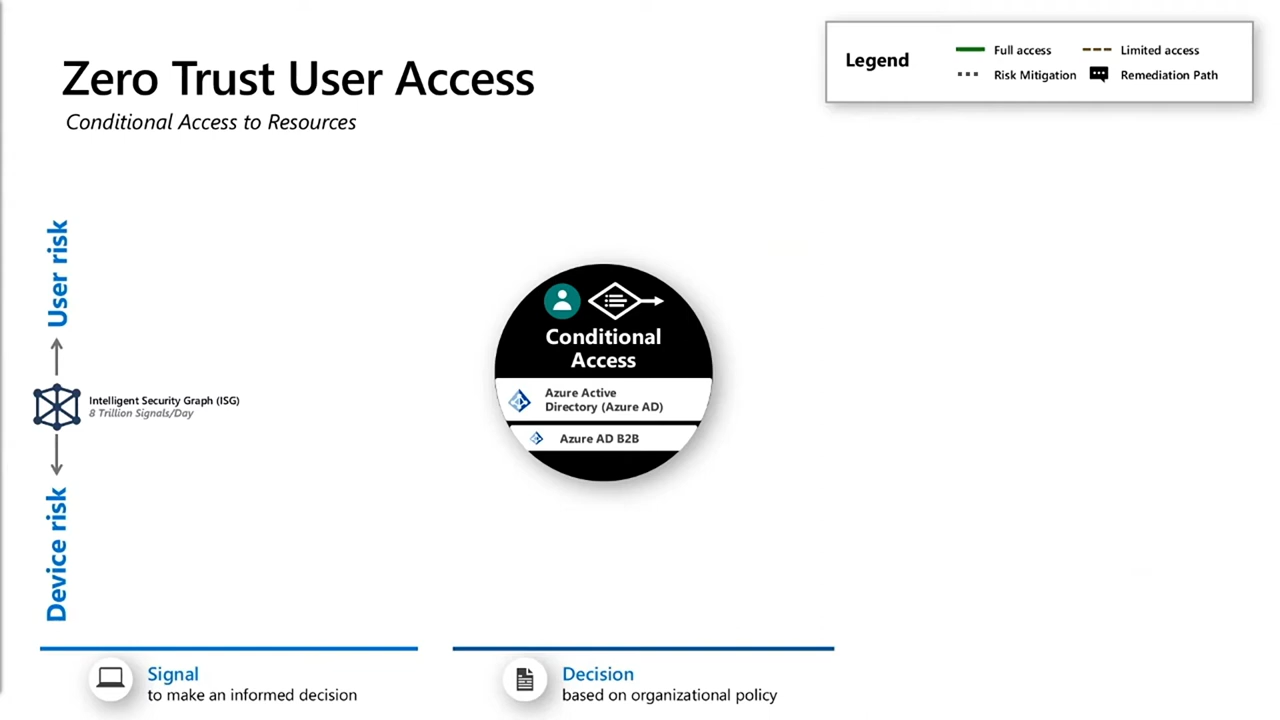 Zero Trust User Access
Conditional Access to Resources
Legend
Full access
Limited access
Risk Mitigation
Remediation Path
User risk
Intelligent Security Graph (ISG)
8 Trillion Signals/Day
Device risk
Conditional
Access
Azure Active
Directory (Azure AD)
Azure AD B2B
Signal
to make an informed decision
Decision
based on organizational policy